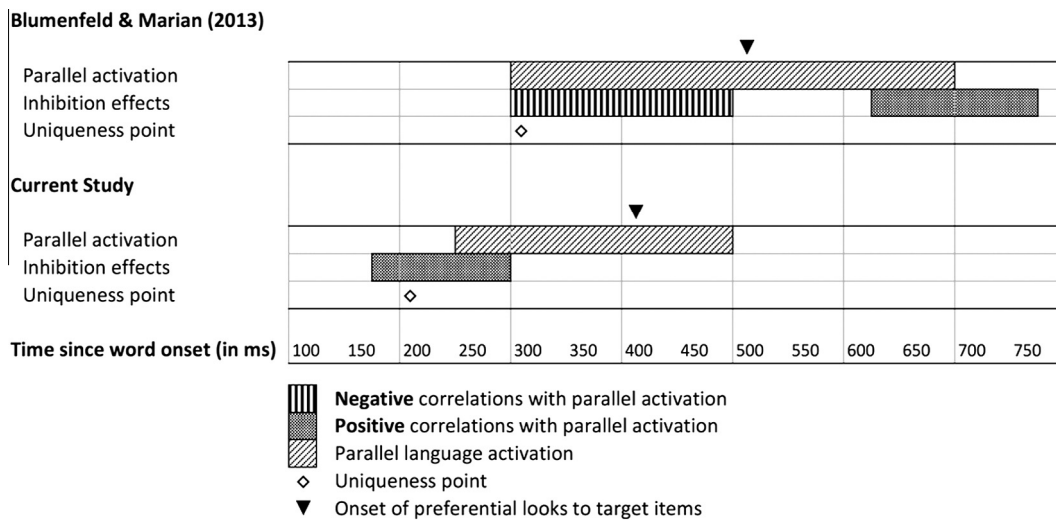 Blumenfeld & Marian (2013)
Parallel activation
Inhibition effects
Uniqueness point
Current Study
Parallel activation
Inhibition effects
Uniqueness point
Time since word onset (in ms) 100 150 200 250 300 350 400 450 500 550 600 650 700 750
Negative correlations with parallel activation
Positive correlations with parallel activation
Parallel language activation
Uniqueness point
Onset of preferential looks to target items